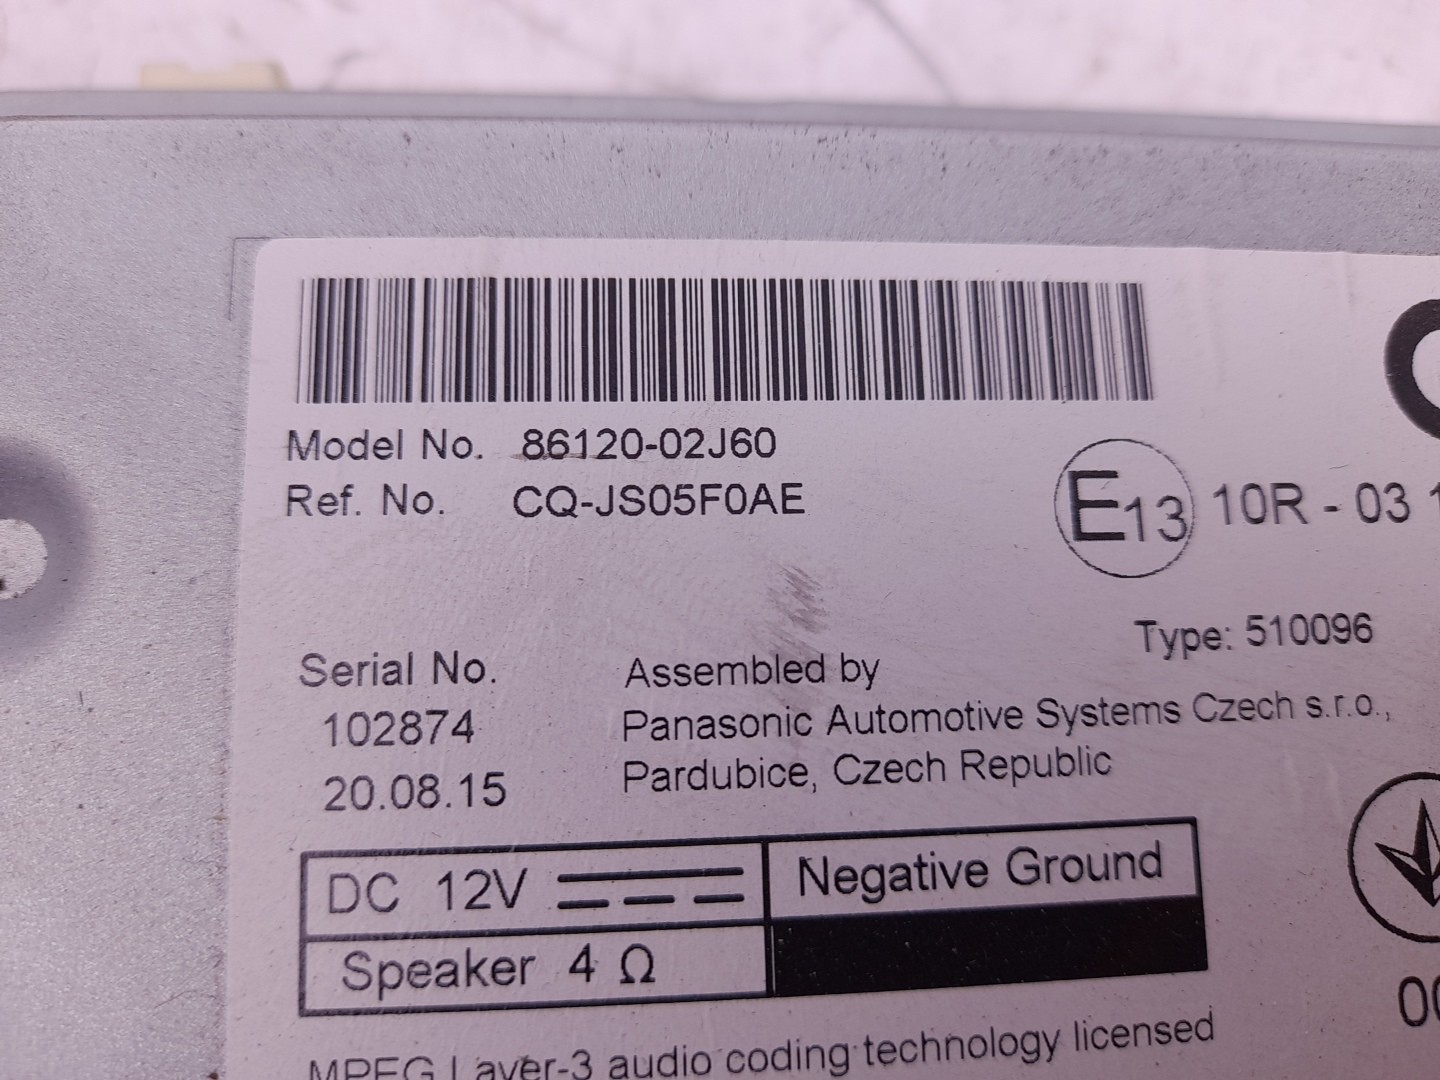 Model No. 86120-02J60
Ref. No. CQ-JS05F0AE
E13 10R - 03
Type: 510096
Serial No.
102874
20.08.15
Assembled by
Panasonic Automotive Systems Czech s.r.o.,
Pardubice, Czech Republic
DC 12V
Negative Ground
Speaker 4 Ω
MPEG Layer-3 audio coding technology licensed